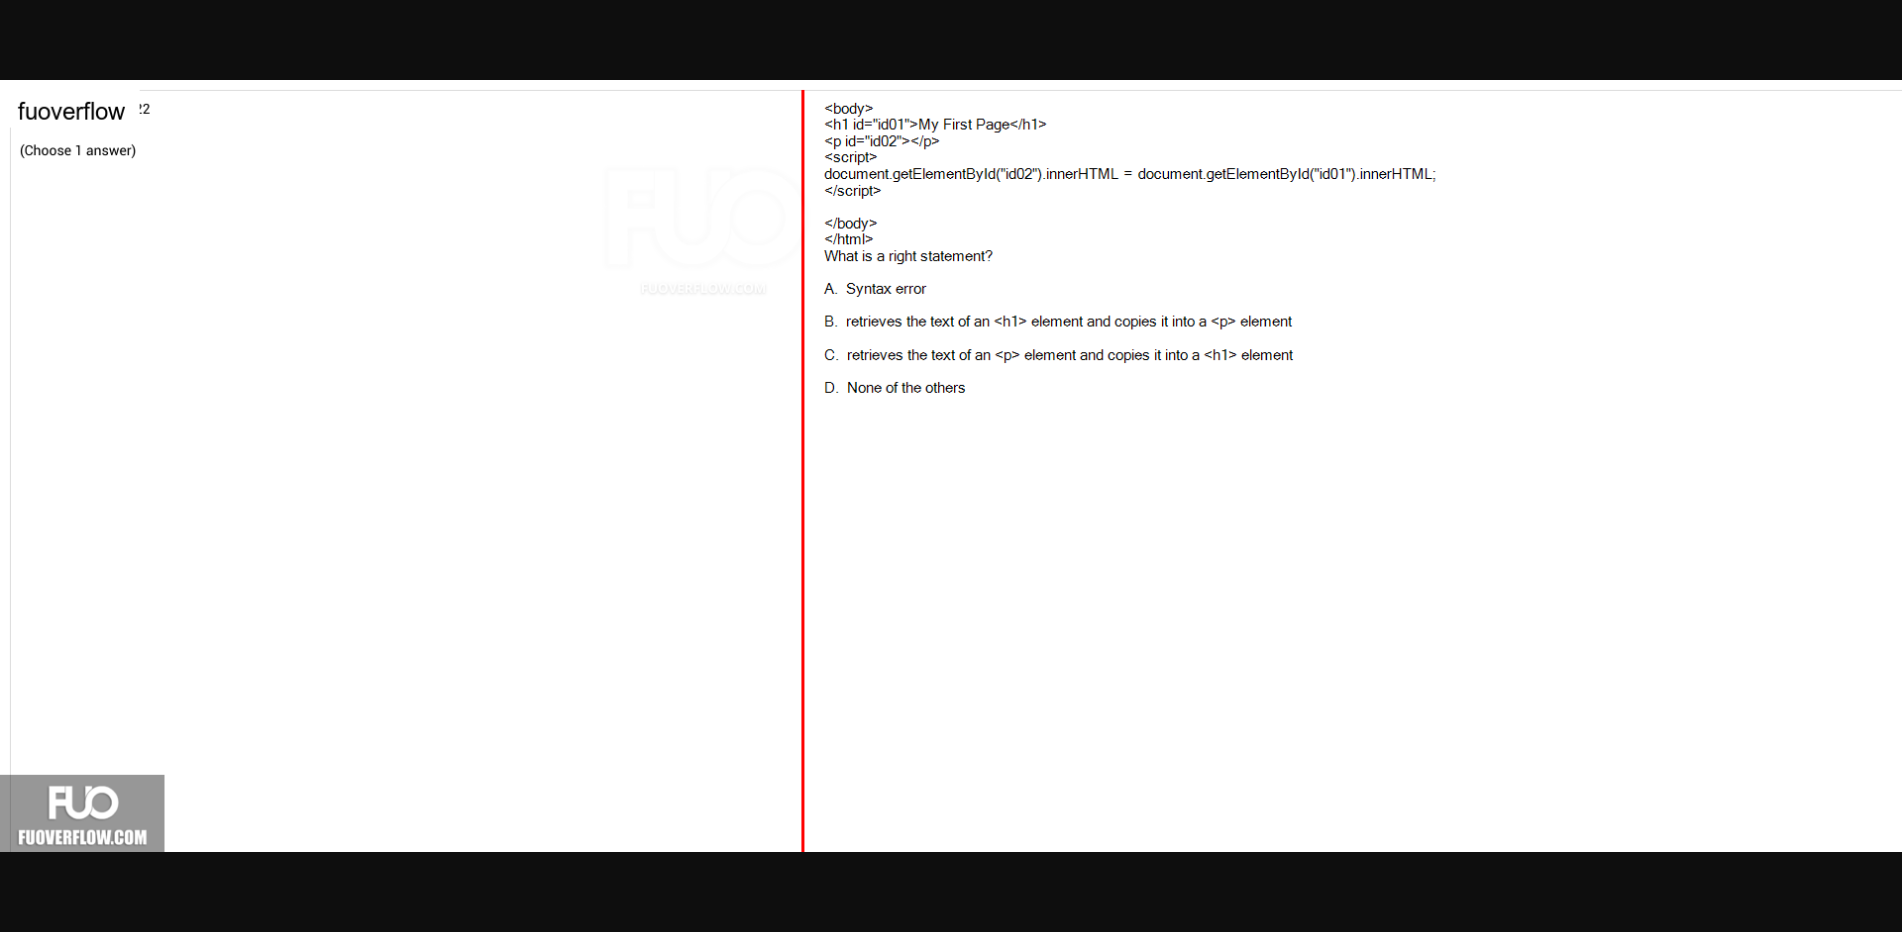 fuoverflow
22
(Choose 1 answer)
FUO
FUOVERFLOW.COM
<body>
<h1 id="id01">My First Page</h1>
<p id="id02"></p>
<script>
document.getElementById("id02").innerHTML = document.getElementById("id01").innerHTML;
</script>
</body>
</html>
What is a right statement?
A. Syntax error
B. retrieves the text of an <h1> element and copies it into a <p> element
C. retrieves the text of an <p> element and copies it into a <h1> element
D. None of the others
FUO
FUOVERFLOW.COM